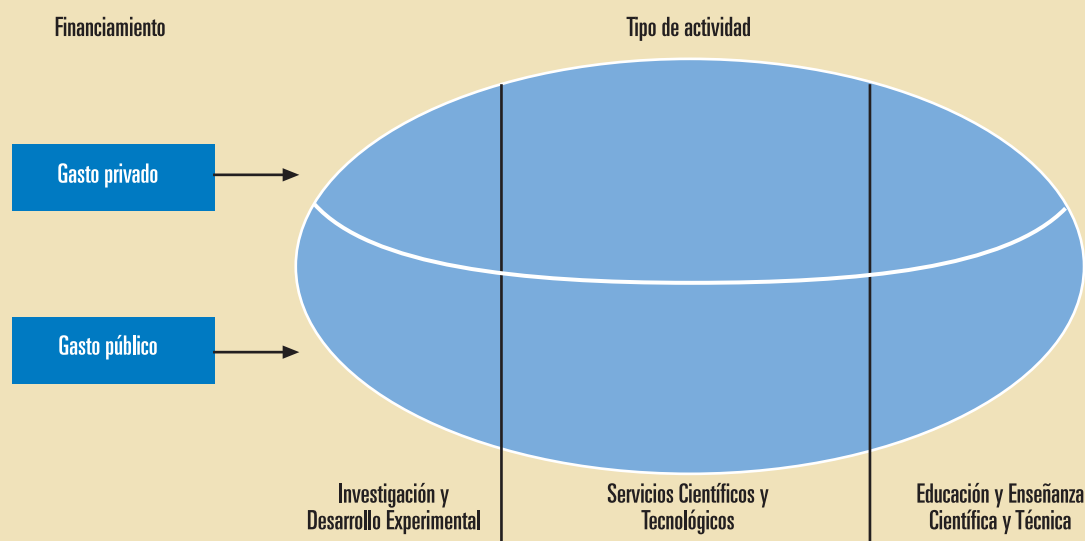 Financiamiento
Tipo de actividad
Gasto privado
Gasto público
Investigación y
Desarrollo Experimental
Servicios Científicos y
Tecnológicos
Educación y Enseñanza
Científica y Técnica